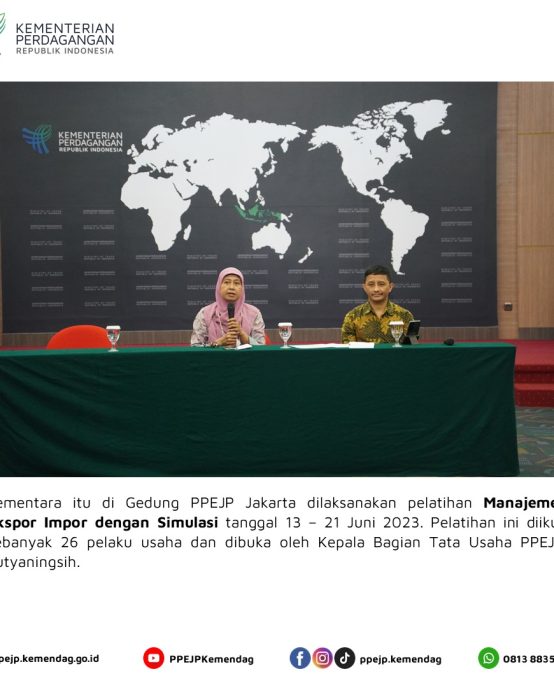 KEMENTERIAN
PERDAGANGAN
REPUBLIK INDONESIA
KEMENTERIAN
PERDAGANGAN
REPUBLIK INDONESIA
ementara itu di Gedung PPEJP Jakarta dilaksanakan pelatihan Manajeme
kspor Impor dengan Simulasi tanggal 13 – 21 Juni 2023. Pelatihan ini diiku
ebanyak 26 pelaku usaha dan dibuka oleh Kepala Bagian Tata Usaha PPEJ
utyaningsih.
pejp.kemendag.go.id
PPEJPKemendag
ppejp.kemendag
0813 8835